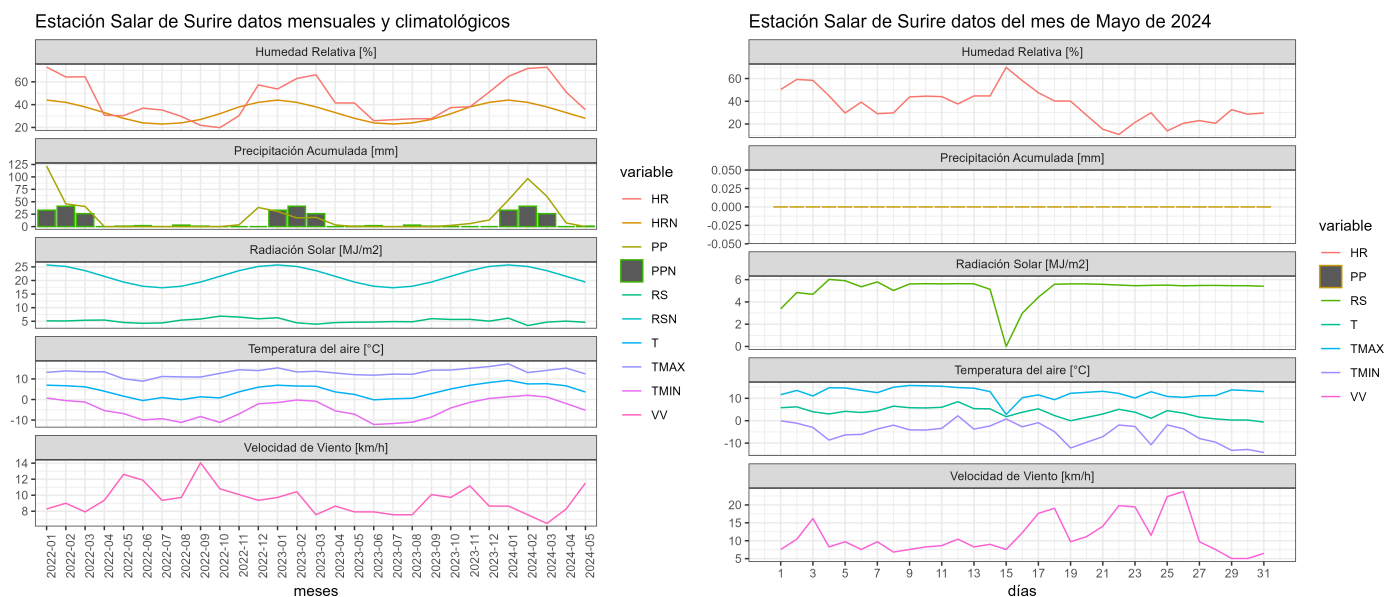 Estación Salar de Surire datos mensuales y climatológicos
Humedad Relativa [%]
60
40
20
Precipitación Acumulada [mm]
125
100
75
50
25
0
Radiación Solar [MJ/m2]
25
20
15
10
5
Temperatura del aire [°C]
10
0
-10
Velocidad de Viento [km/h]
14
12
10
8
2022-01
2022-02
2022-03
2022-04
2022-05
2022-06
2022-07
2022-08
2022-09
2022-10
2022-11
2022-12
2023-01
2023-02
2023-03
2023-04
2023-05
2023-06
2023-07
2023-08
2023-09
2023-10
2023-11
2023-12
2024-01
2024-02
2024-03
2024-04
2024-05
meses
variable
HR
HRN
PP
PPN
RS
RSN
T
TMAX
TMIN
VV
Estación Salar de Surire datos del mes de Mayo de 2024
Humedad Relativa [%]
60
40
20
Precipitación Acumulada [mm]
0.050
0.025
0.000
-0.025
-0.050
Radiación Solar [MJ/m2]
6
4
2
0
Temperatura del aire [°C]
10
0
-10
Velocidad de Viento [km/h]
20
15
10
5
1 3 5 7 9 11 13 15 17 19 21 23 25 27 29 31
días
variable
HR
PP
RS
T
TMAX
TMIN
VV